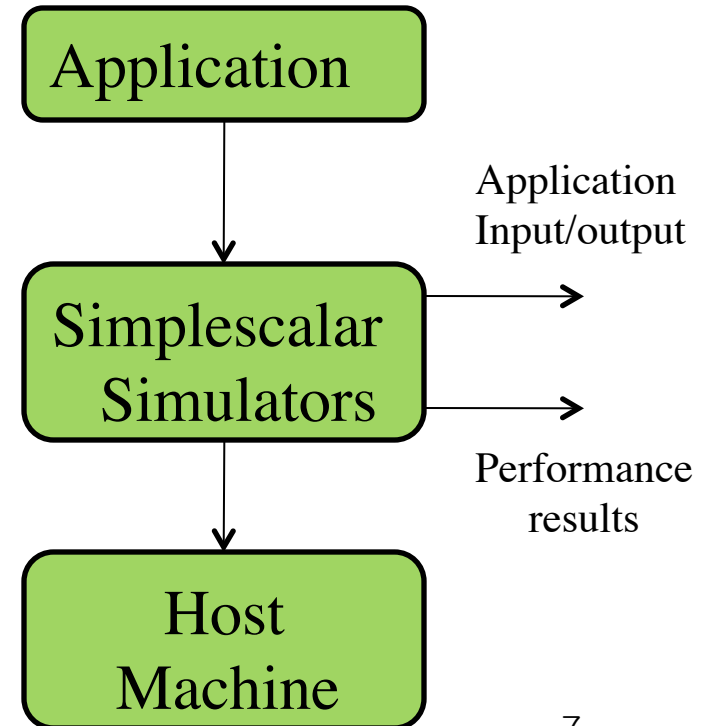 Application
Application
Input/output
Simplescalar
Simulators
Performance
results
Host
Machine